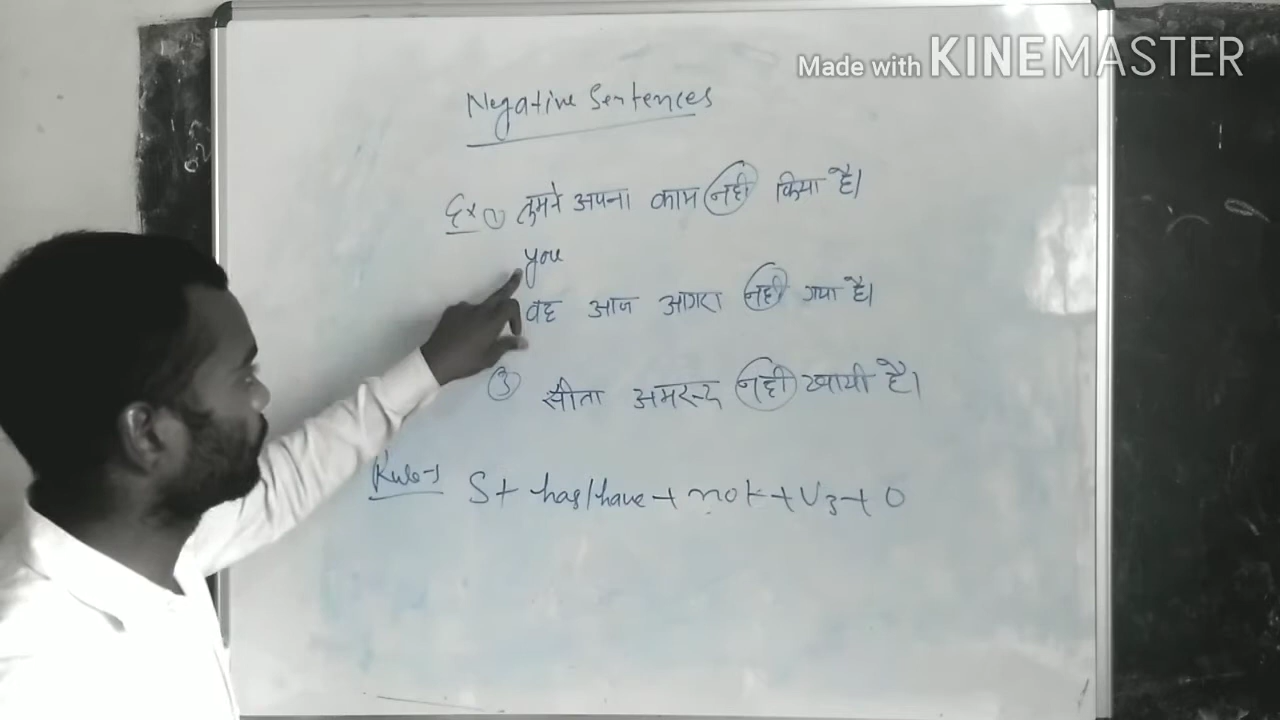 Made with KINEMASTER
Negative Sentences
Ex ① तुमने अपना काम नही किया है।
you
वह आज आगरा नही गया है।
③ सीता अमरुद नही खायी है।
Rule-1 S + has/have + not + V3 + O